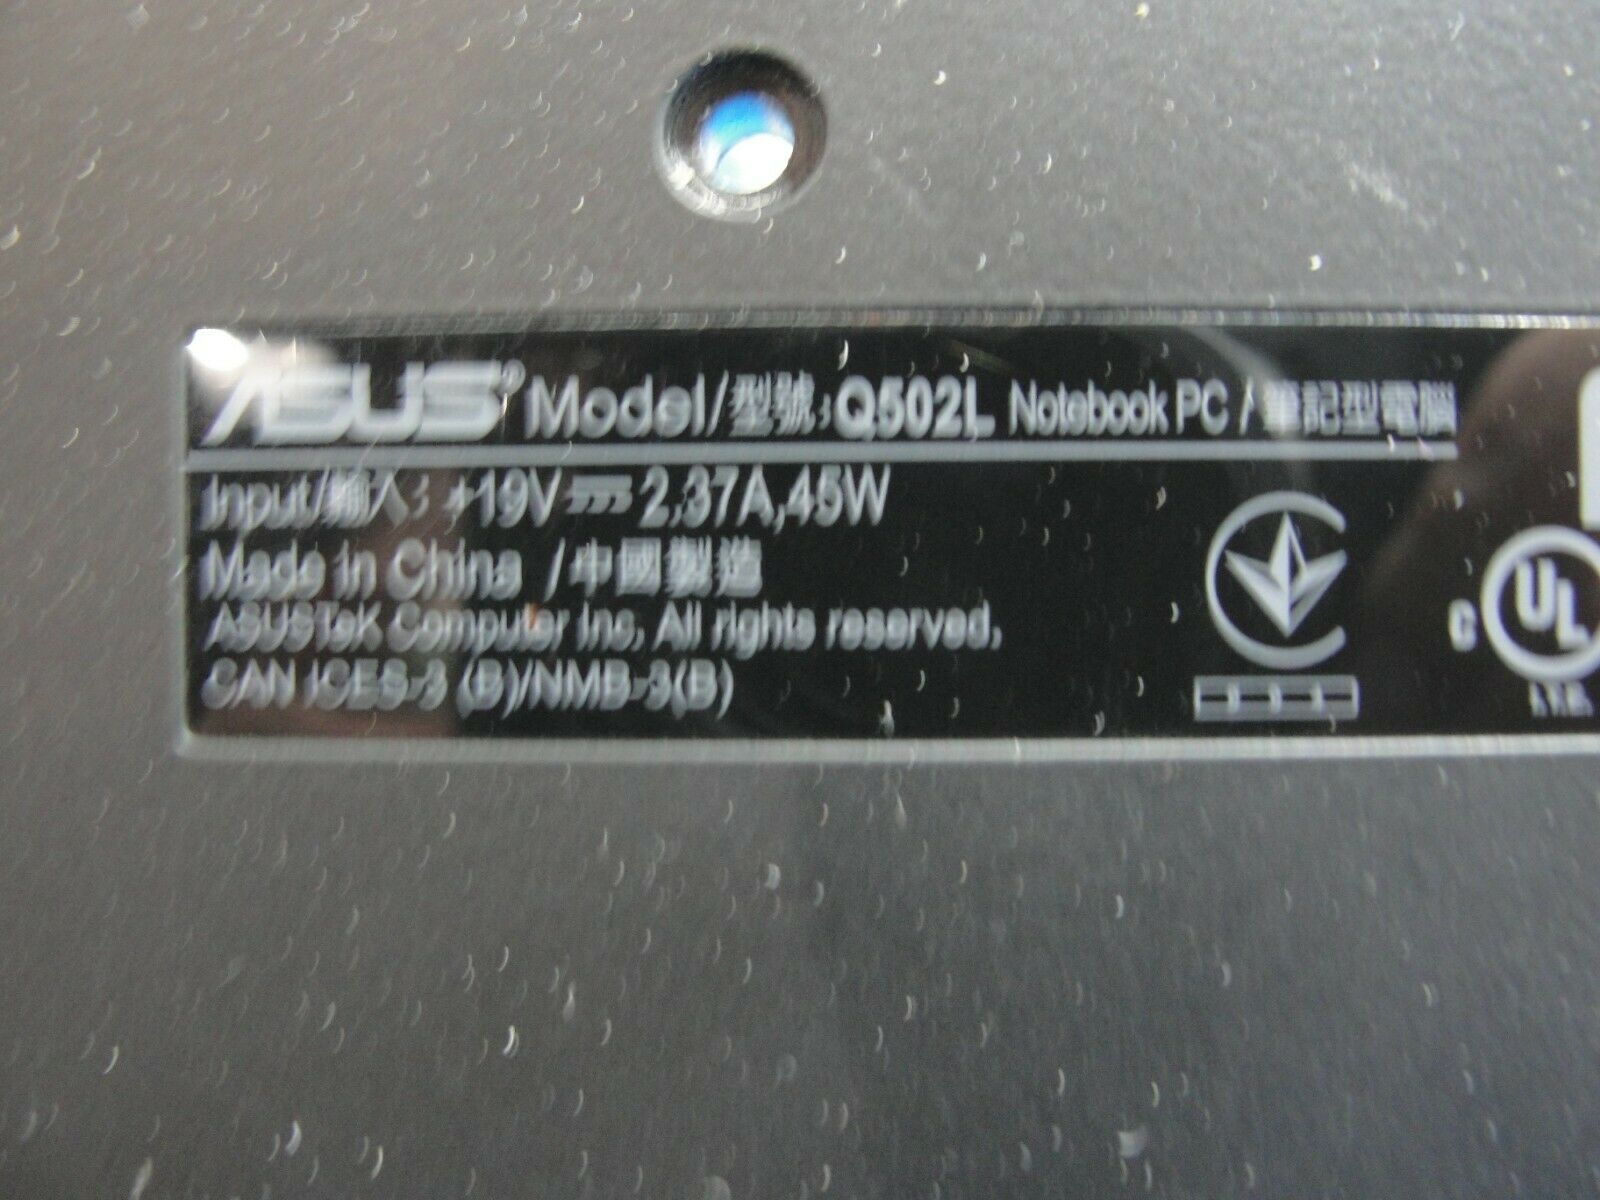 ASUS® Model/型號: Q502L Notebook PC / 筆記型電腦
Input/輸入: +19V⎓2.37A,45W
Made in China /中國製造
ASUSTeK Computer Inc. All rights reserved.
CAN ICES-3 (B)/NMB-3(B)
C UL